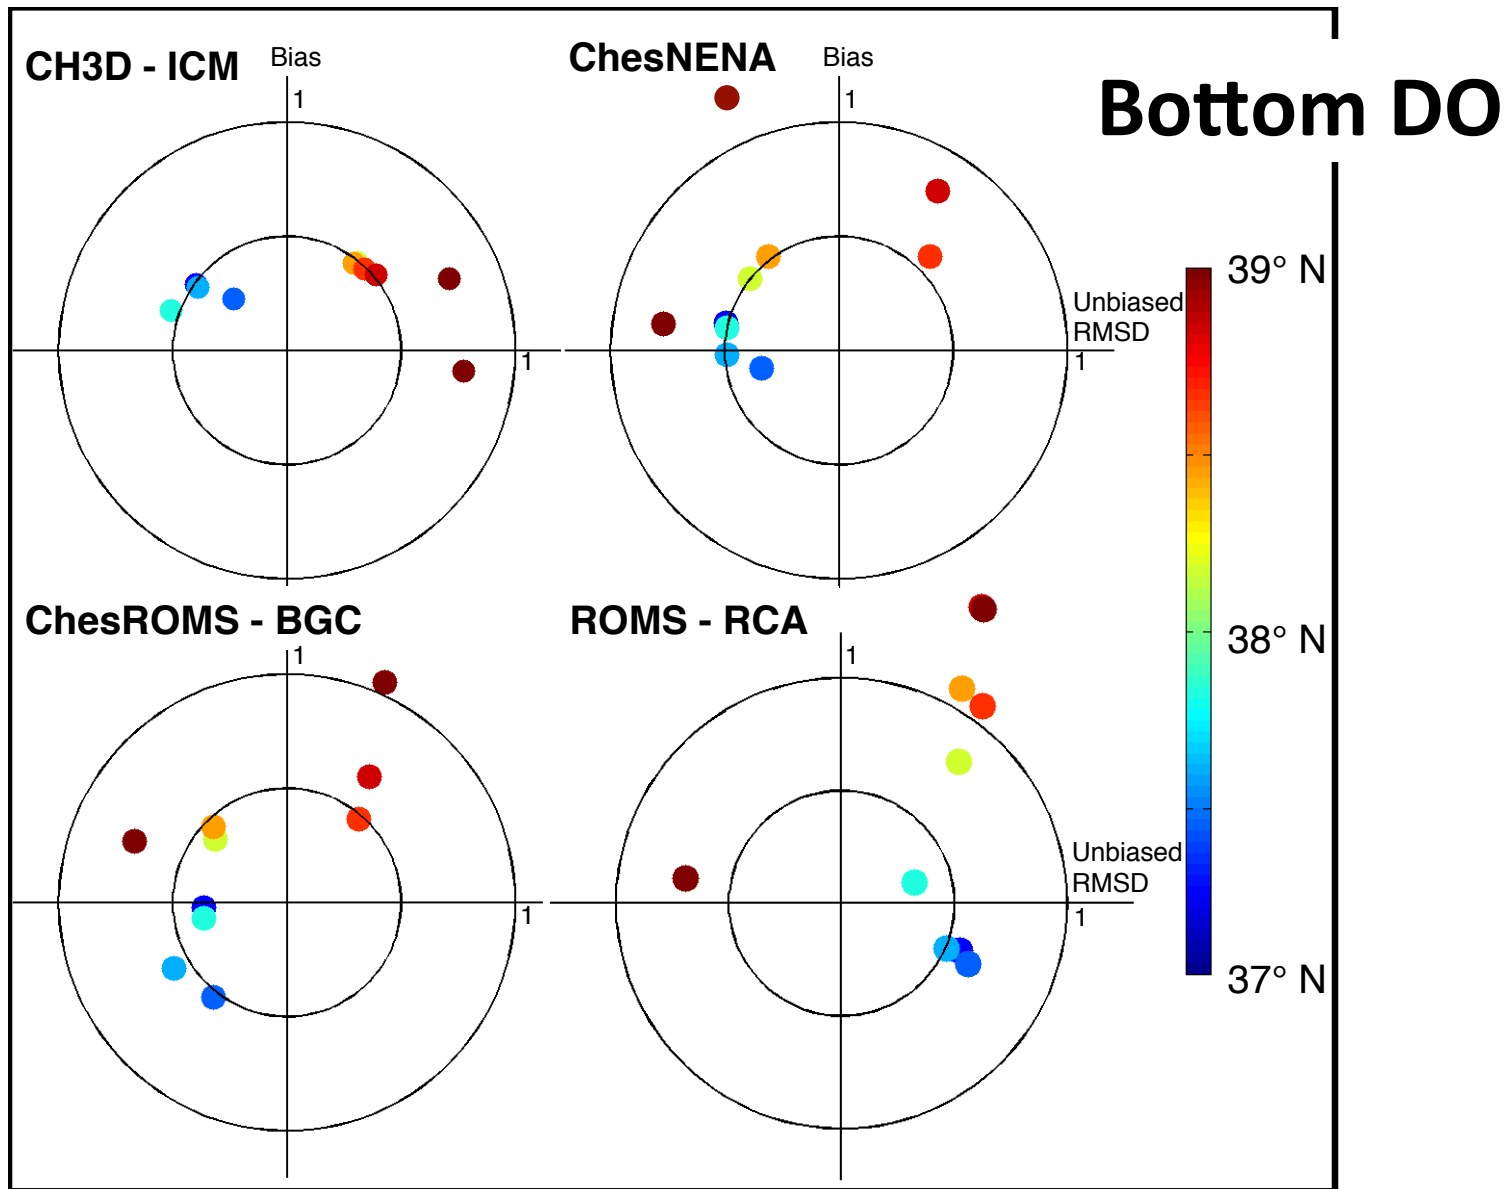 CH3D - ICM
Bias
1
ChesNENA
Bias
1
Bottom DO
39° N
Unbiased
RMSD
1
1
ChesROMS - BGC
1
ROMS - RCA
1
38° N
Unbiased
RMSD
1
1
37° N